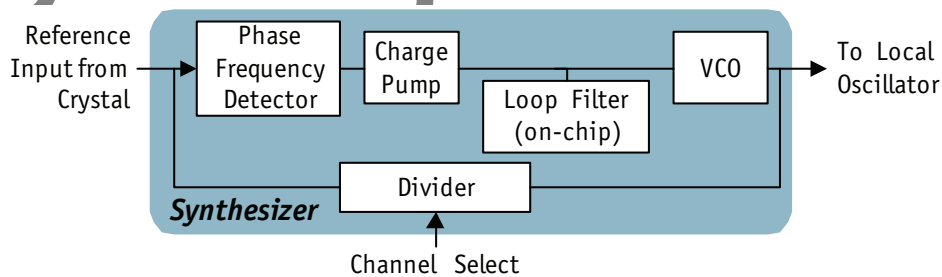 Reference
Input from
Crystal
Phase
Frequency
Detector
Charge
Pump
Loop Filter
(on-chip)
VCO
To Local
Oscillator
Divider
Synthesizer
Channel Select